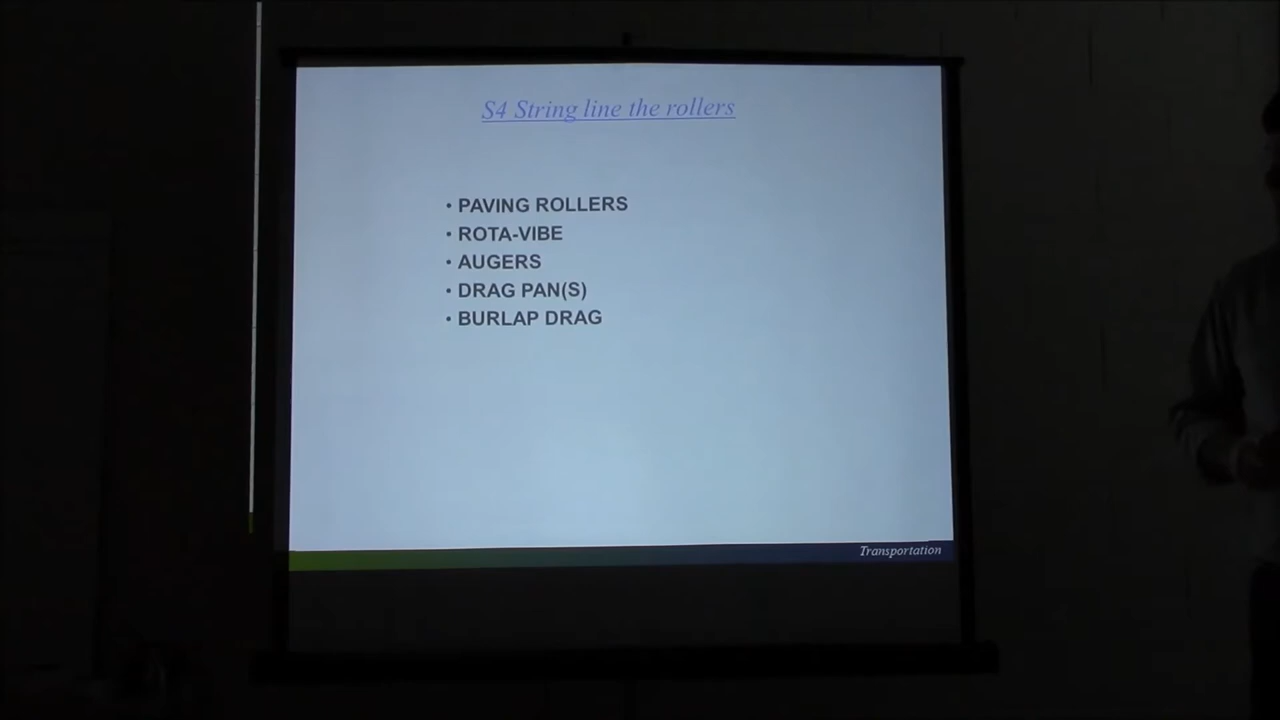 S4 String line the rollers
• PAVING ROLLERS
• ROTA-VIBE
• AUGERS
• DRAG PAN(S)
• BURLAP DRAG
Transportation